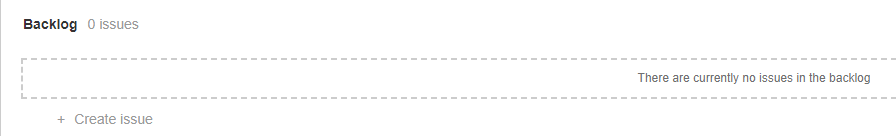 Backlog 0 issues
There are currently no issues in the backlog
+ Create issue